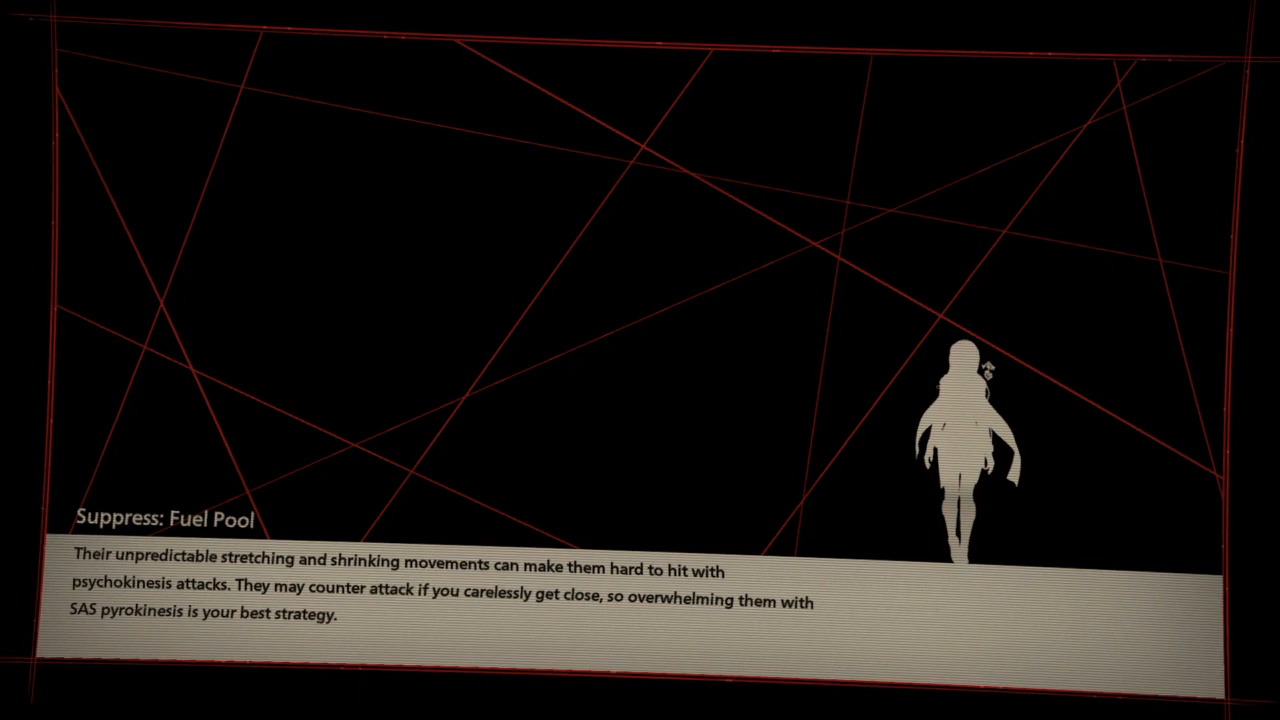 Suppress: Fuel Pool
Their unpredictable stretching and shrinking movements can make them hard to hit with
psychokinesis attacks. They may counter attack if you carelessly get close, so overwhelming them with
SAS pyrokinesis is your best strategy.